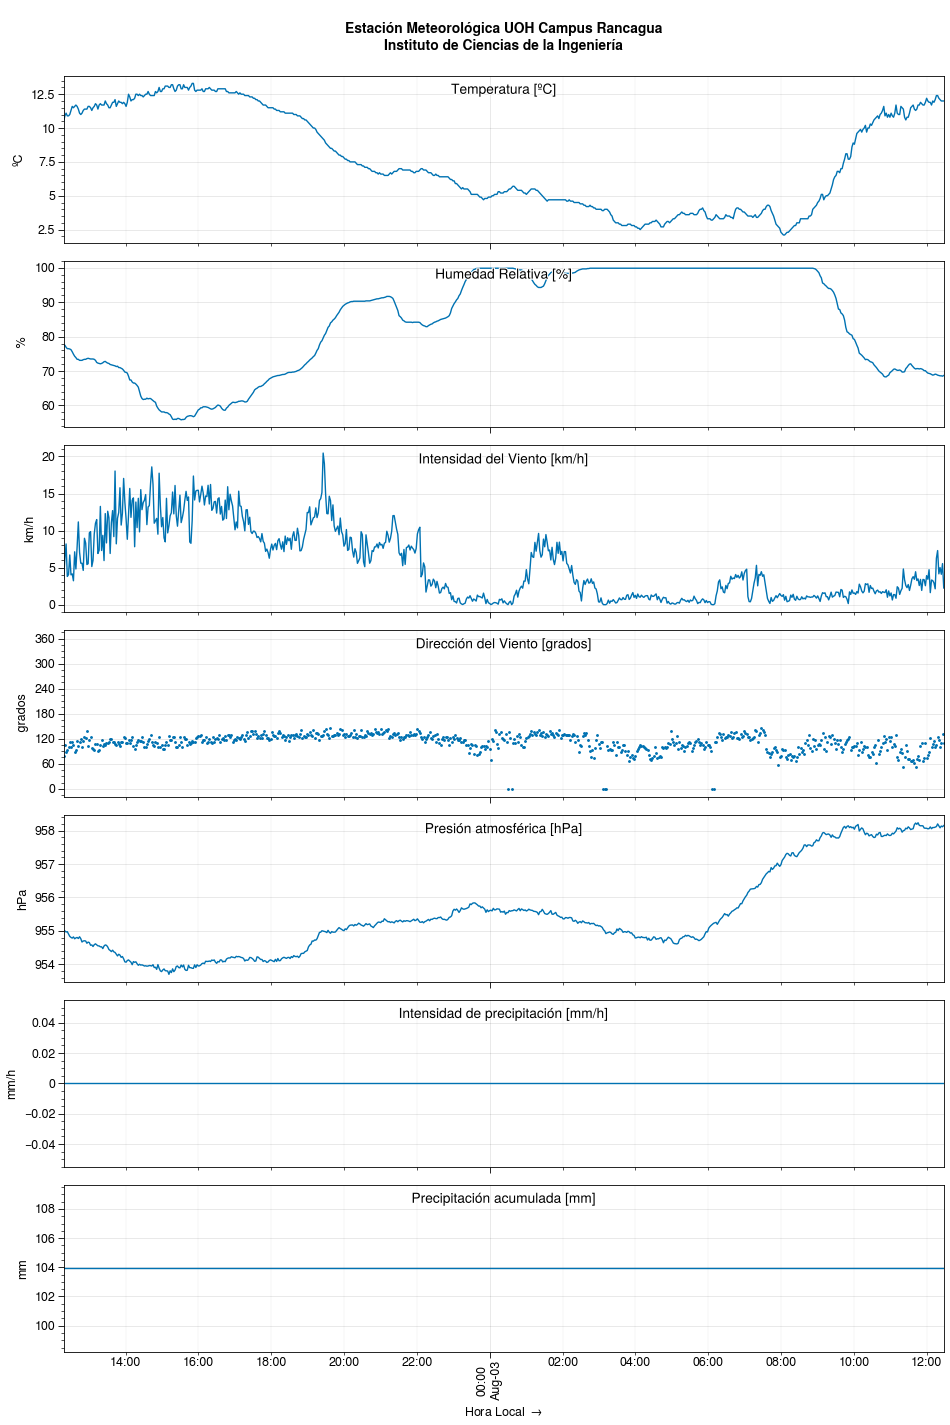 Estación Meteorológica UOH Campus Rancagua
Instituto de Ciencias de la Ingeniería
Temperatura [ºC]
ºC
12.5
10
7.5
5
2.5
Humedad Relativa [%]
%
100
90
80
70
60
Intensidad del Viento [km/h]
km/h
20
15
10
5
0
Dirección del Viento [grados]
grados
360
300
240
180
120
60
0
Presión atmosférica [hPa]
hPa
958
957
956
955
954
Intensidad de precipitación [mm/h]
mm/h
0.04
0.02
0
−0.02
−0.04
Precipitación acumulada [mm]
mm
108
106
104
102
100
14:00 16:00 18:00 20:00 22:00 00:00 02:00 04:00 06:00 08:00 10:00 12:00
Aug-03
Hora Local →